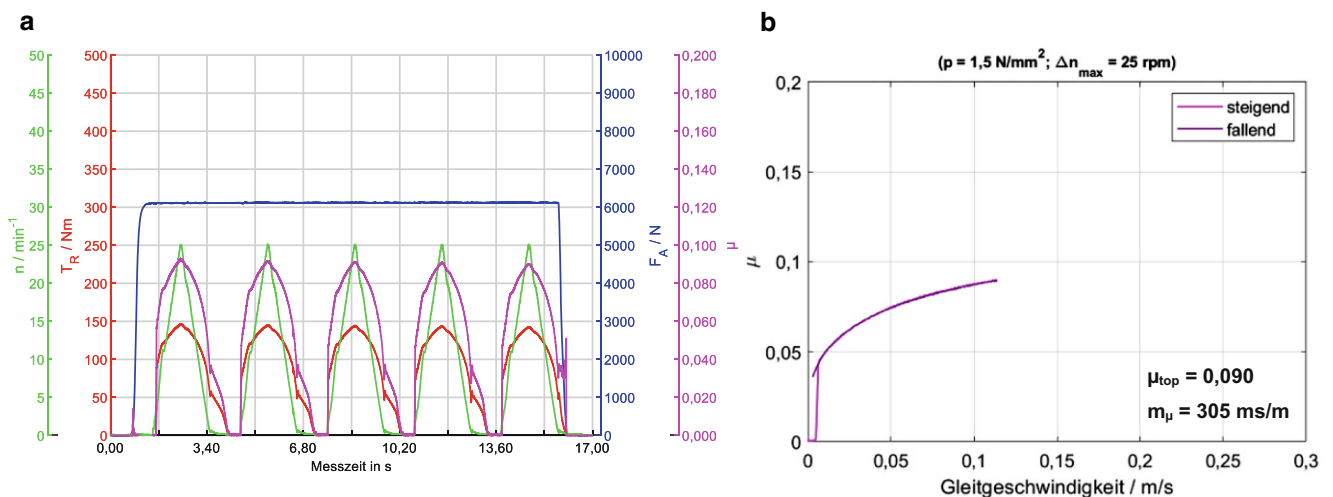 a
50 500 10000 0,200
45 450 9000 0,180
40 400 8000 0,160
35 350 7000 0,140
30 300 6000 0,120
25 250 5000 0,100
20 200 4000 0,080
15 150 3000 0,060
10 100 2000 0,040
5 50 1000 0,020
0 0 0 0,000
n / min⁻¹
T_R / Nm
F_A / N
μ
0,00 3,40 6,80 10,20 13,60 17,00
Messzeit in s
b
(p = 1,5 N/mm²; Δn_max = 25 rpm)
0,2
0,15
0,1
0,05
0
μ
steigend
fallend
μtop = 0,090
mμ = 305 ms/m
0 0,05 0,1 0,15 0,2 0,25 0,3
Gleitgeschwindigkeit / m/s